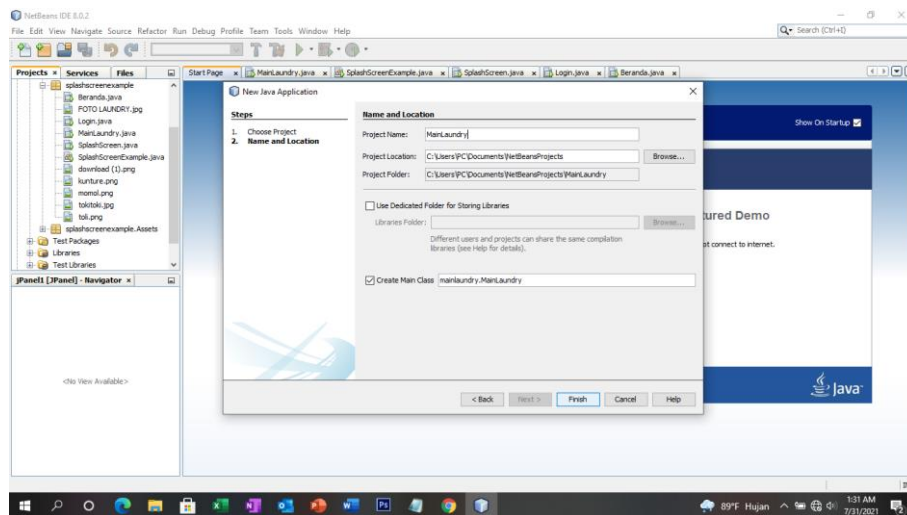 NetBeans IDE 8.0.2
File Edit View Navigate Source Refactor Run Debug Profile Team Tools Window Help
Search (Ctrl+I)
Projects Services Files
Start Page MainLaundry.java SplashScreenExample.java SplashScreen.java Login.java Beranda.java
splashscreenexample
Beranda.java
FOTO LAUNDRY.jpg
Login.java
MainLaundry.java
SplashScreen.java
SplashScreenExample.java
download (1).png
kunture.png
momol.png
tokitoki.jpg
toli.png
splashscreenexample.Assets
Test Packages
Libraries
Test Libraries
jPanel1 [JPanel] - Navigator
<No View Available>
New Java Application
Steps
1. Choose Project
2. Name and Location
Name and Location
Project Name: MainLaundry
Project Location: C:\Users\PC\Documents\NetBeansProjects
Browse...
Project Folder: C:\Users\PC\Documents\NetBeansProjects\MainLaundry
Use Dedicated Folder for Storing Libraries
Libraries Folder:
Browse...
Different users and projects can share the same compilation
libraries (see Help for details).
Create Main Class mainlaundry.MainLaundry
< Back Next > Finish Cancel Help
Show On Startup
tured Demo
ot connect to internet.
Java
89°F Hujan
1:31 AM
7/31/2021